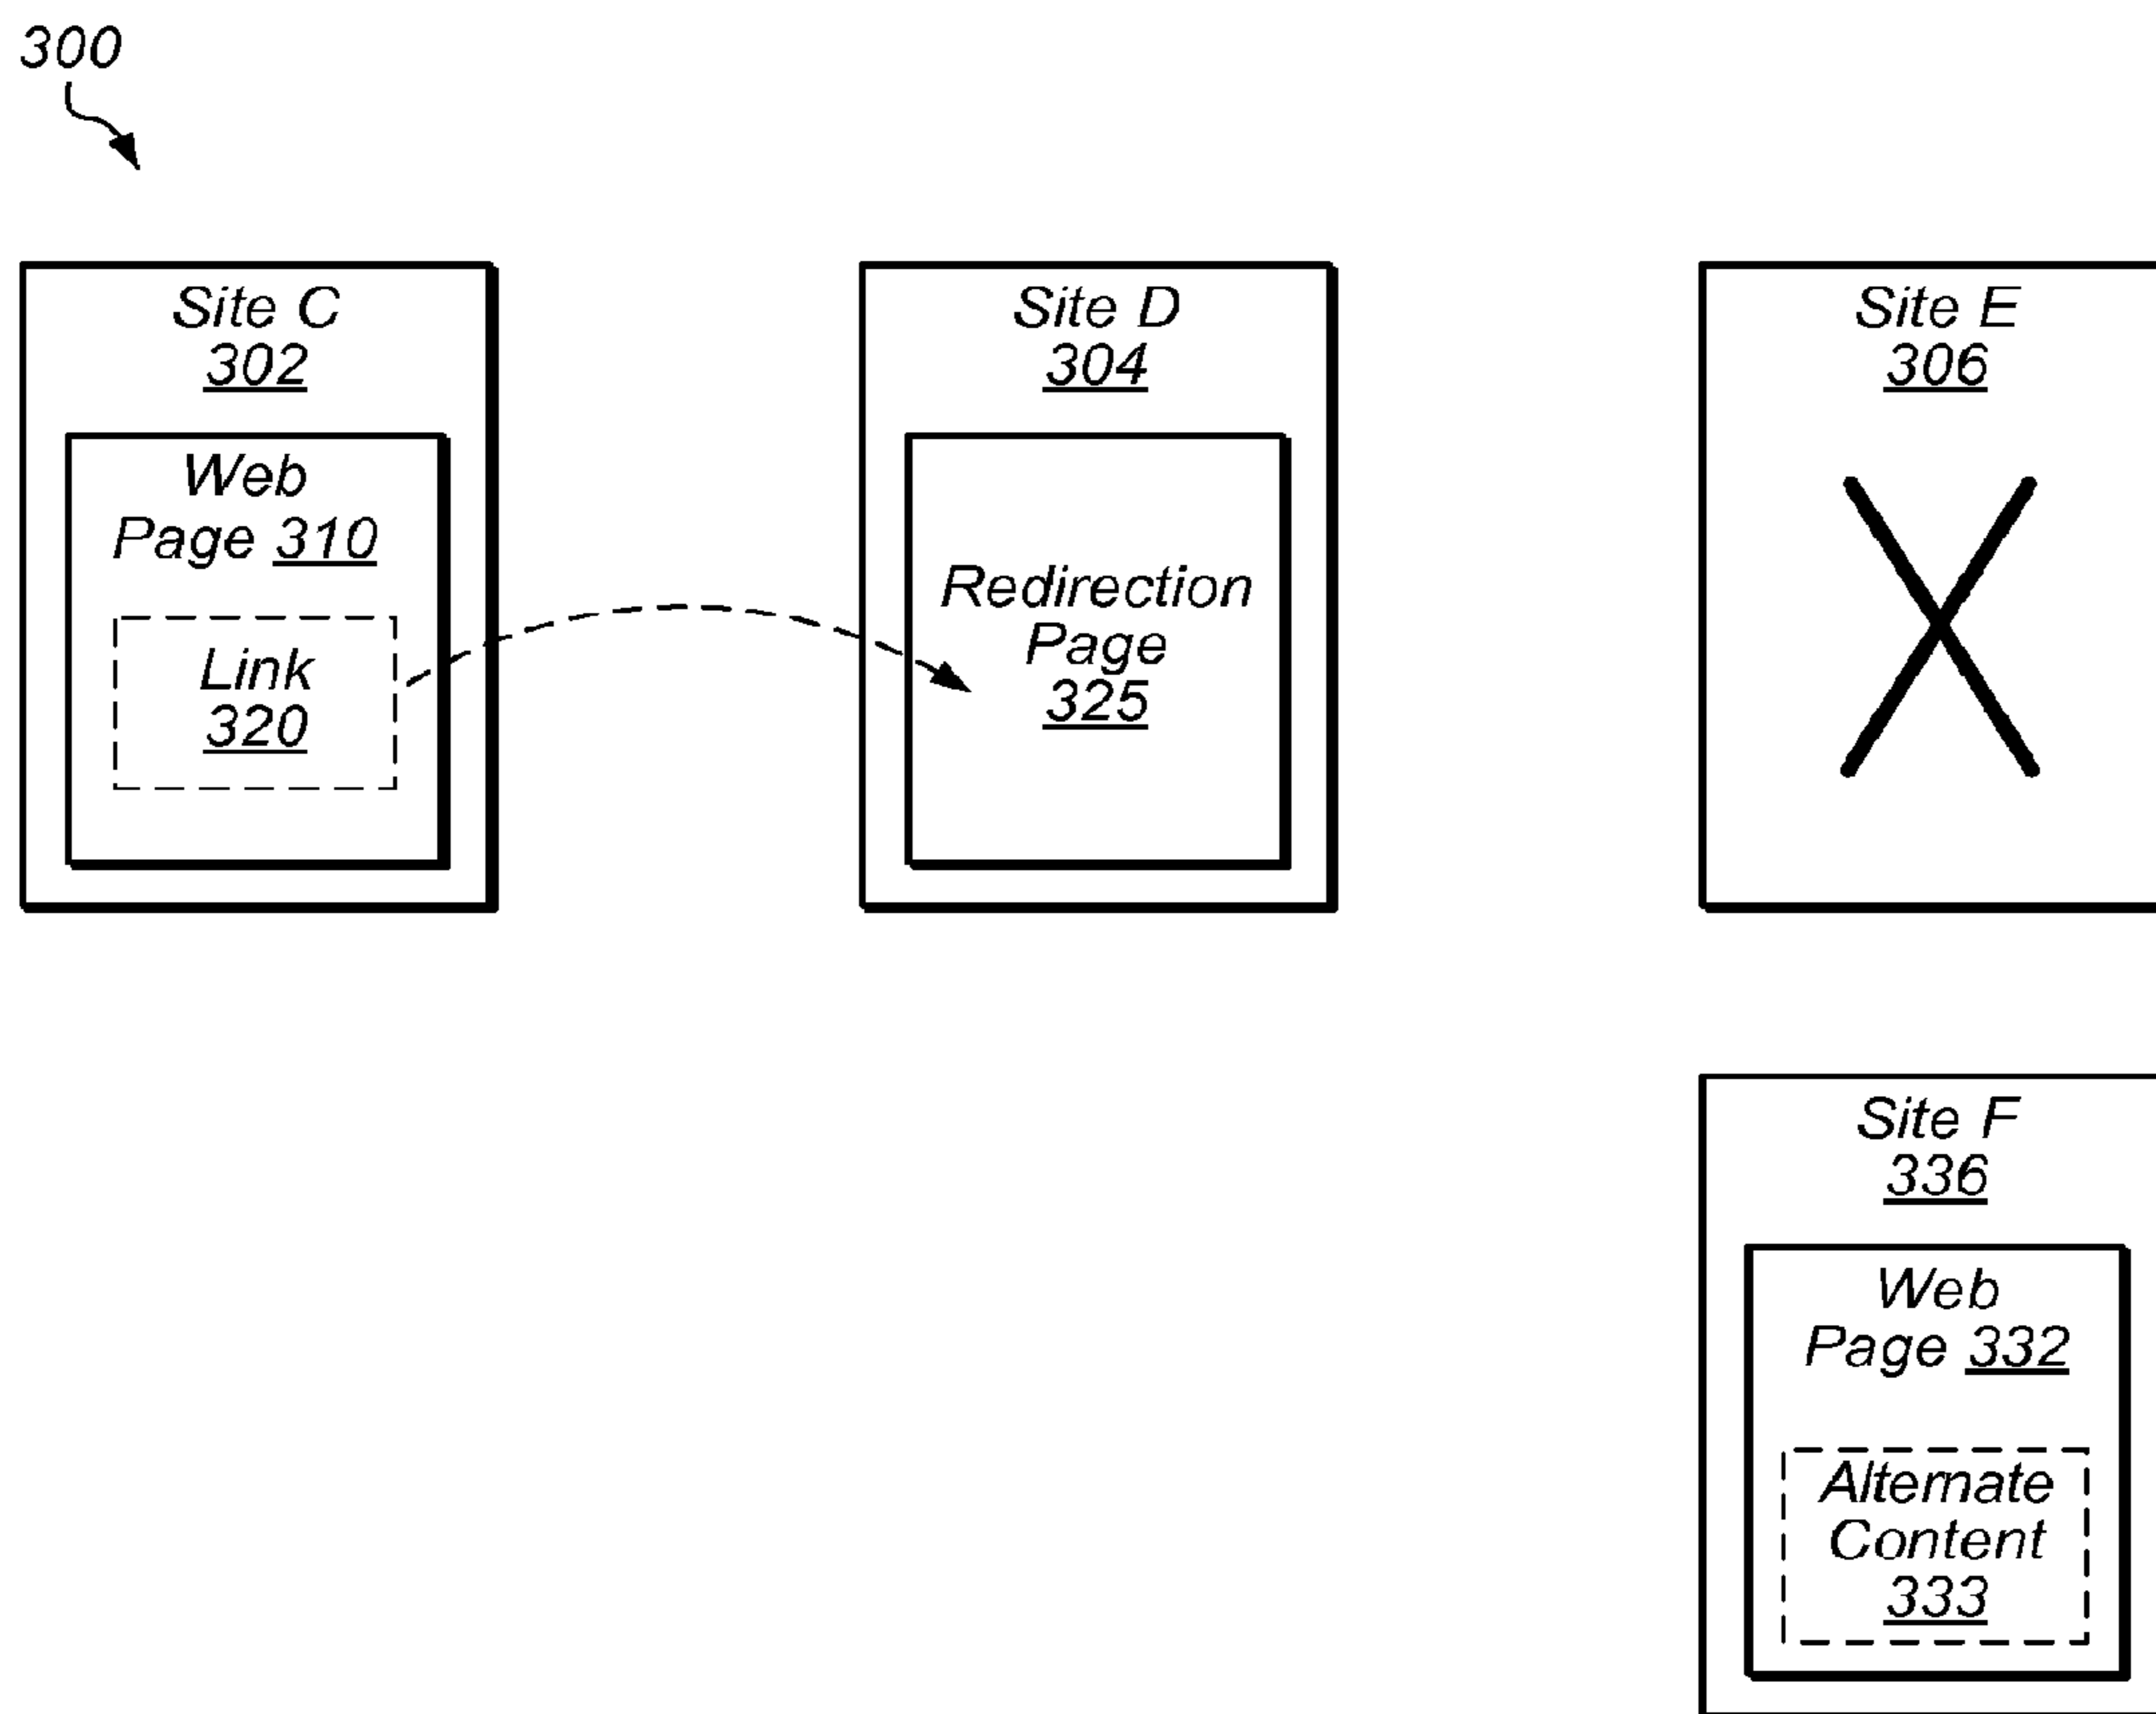 300
Site C
302
Web
Page 310
Link
320
Site D
304
Redirection
Page
325
Site E
306
Site F
336
Web
Page 332
Alternate
Content
333